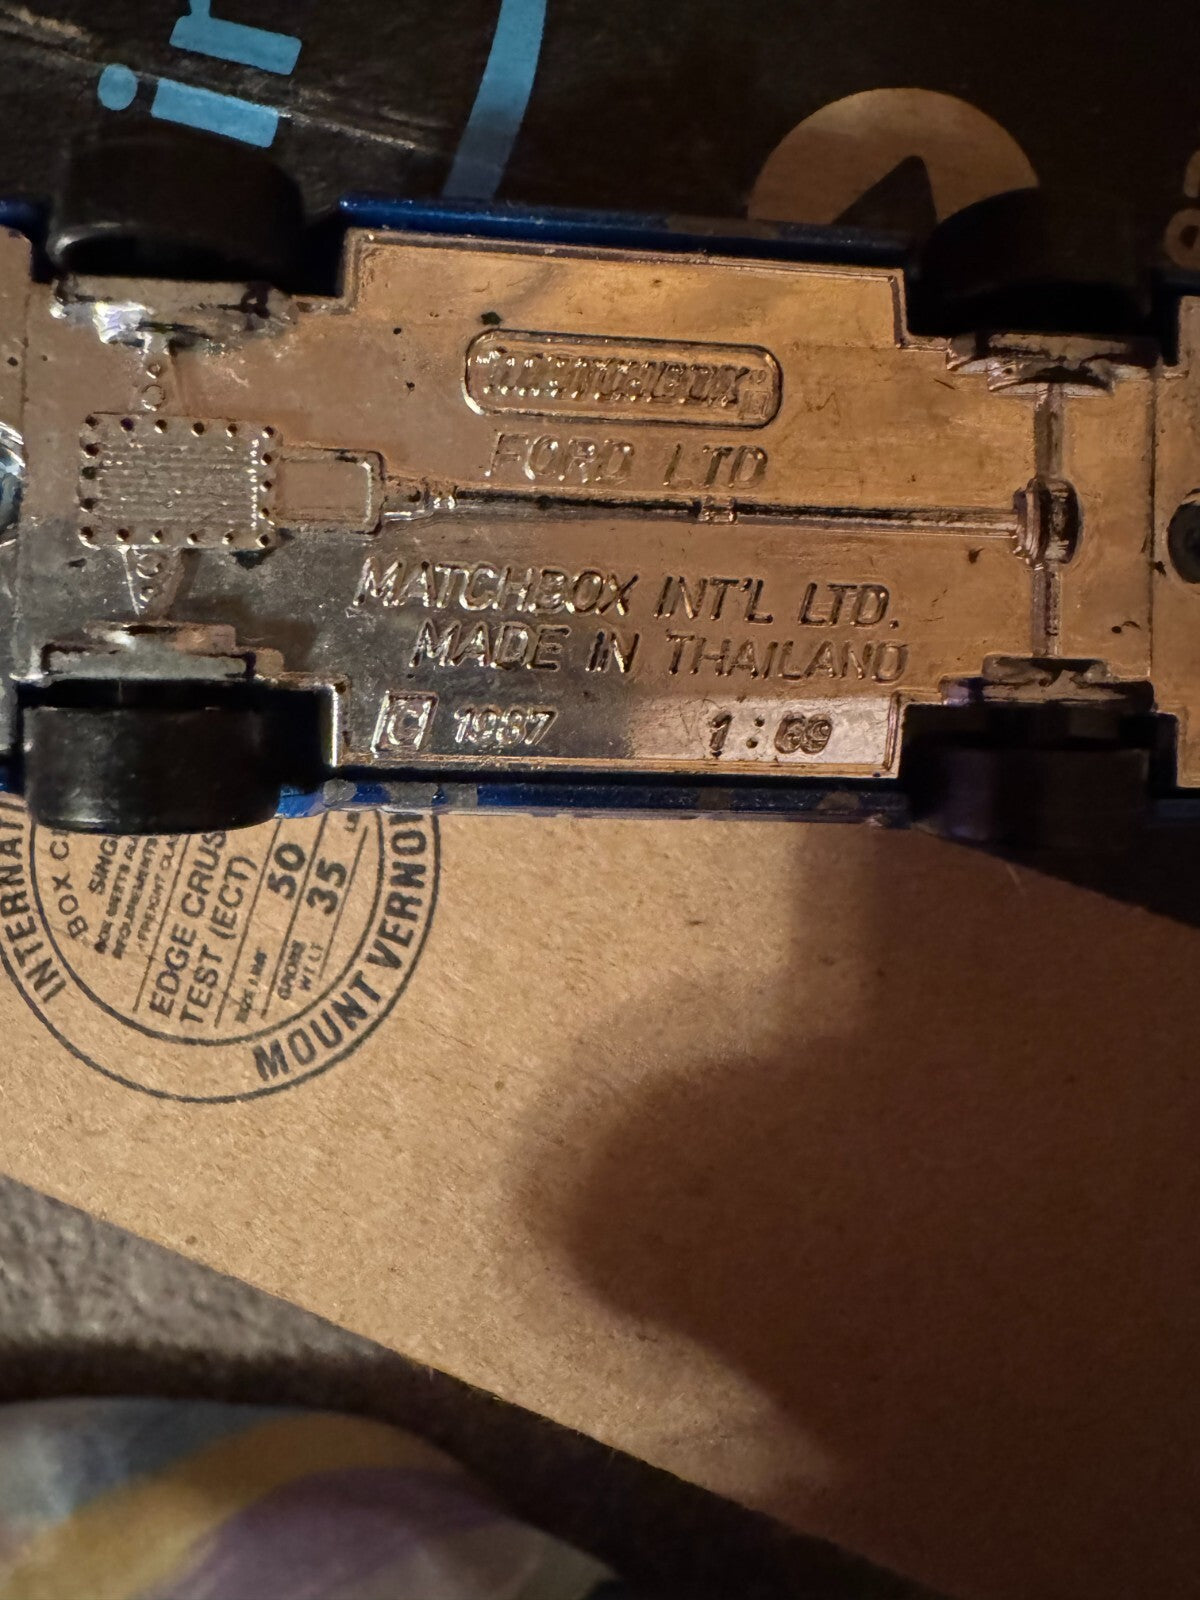 MATCHBOX
FORD LTD
MATCHBOX INT'L LTD.
MADE IN THAILAND
C 1987 1:69
EDGE CRUS
TEST (ECT)
50
35
GROSS
MOUNT VERNO